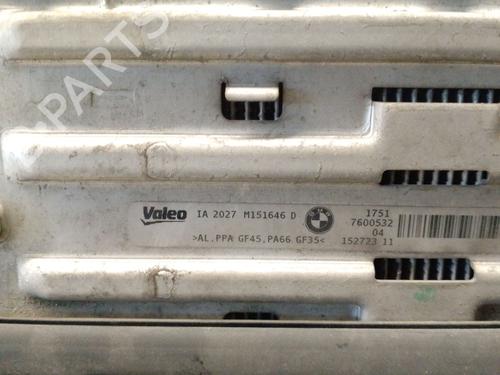 PARTS
Valeo IA 2027 M151646 D 1751
7600532
04
>AL,PPA GF45,PA66 GF35< 152723 11